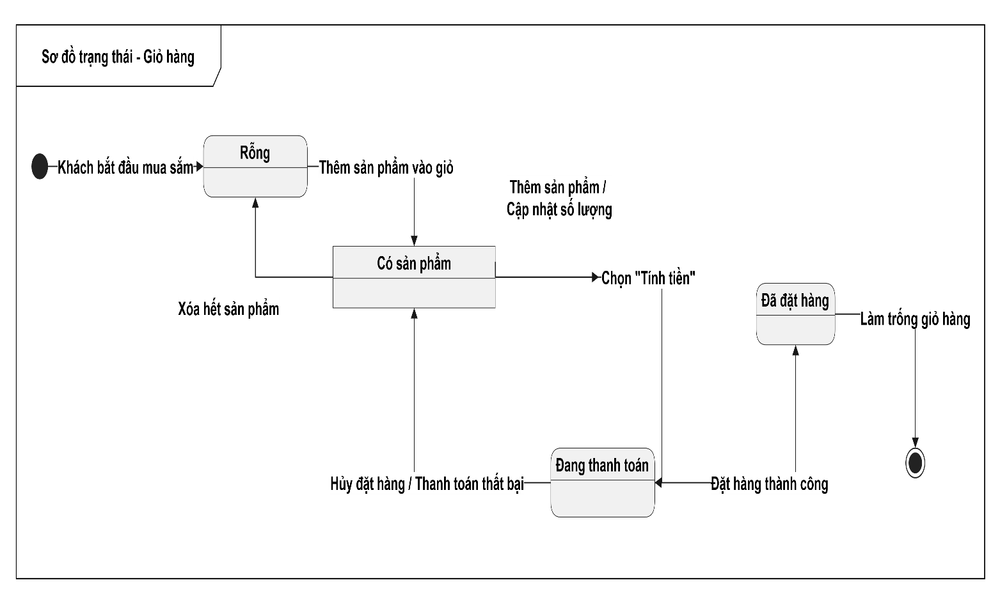 Sơ đồ trạng thái - Giỏ hàng
Rỗng
Khách bắt đầu mua sắm
Thêm sản phẩm vào giỏ
Thêm sản phẩm /
Cập nhật số lượng
Có sản phẩm
Chọn "Tính tiền"
Xóa hết sản phẩm
Đã đặt hàng
Làm trống giỏ hàng
Đang thanh toán
Hủy đặt hàng / Thanh toán thất bại
Đặt hàng thành công